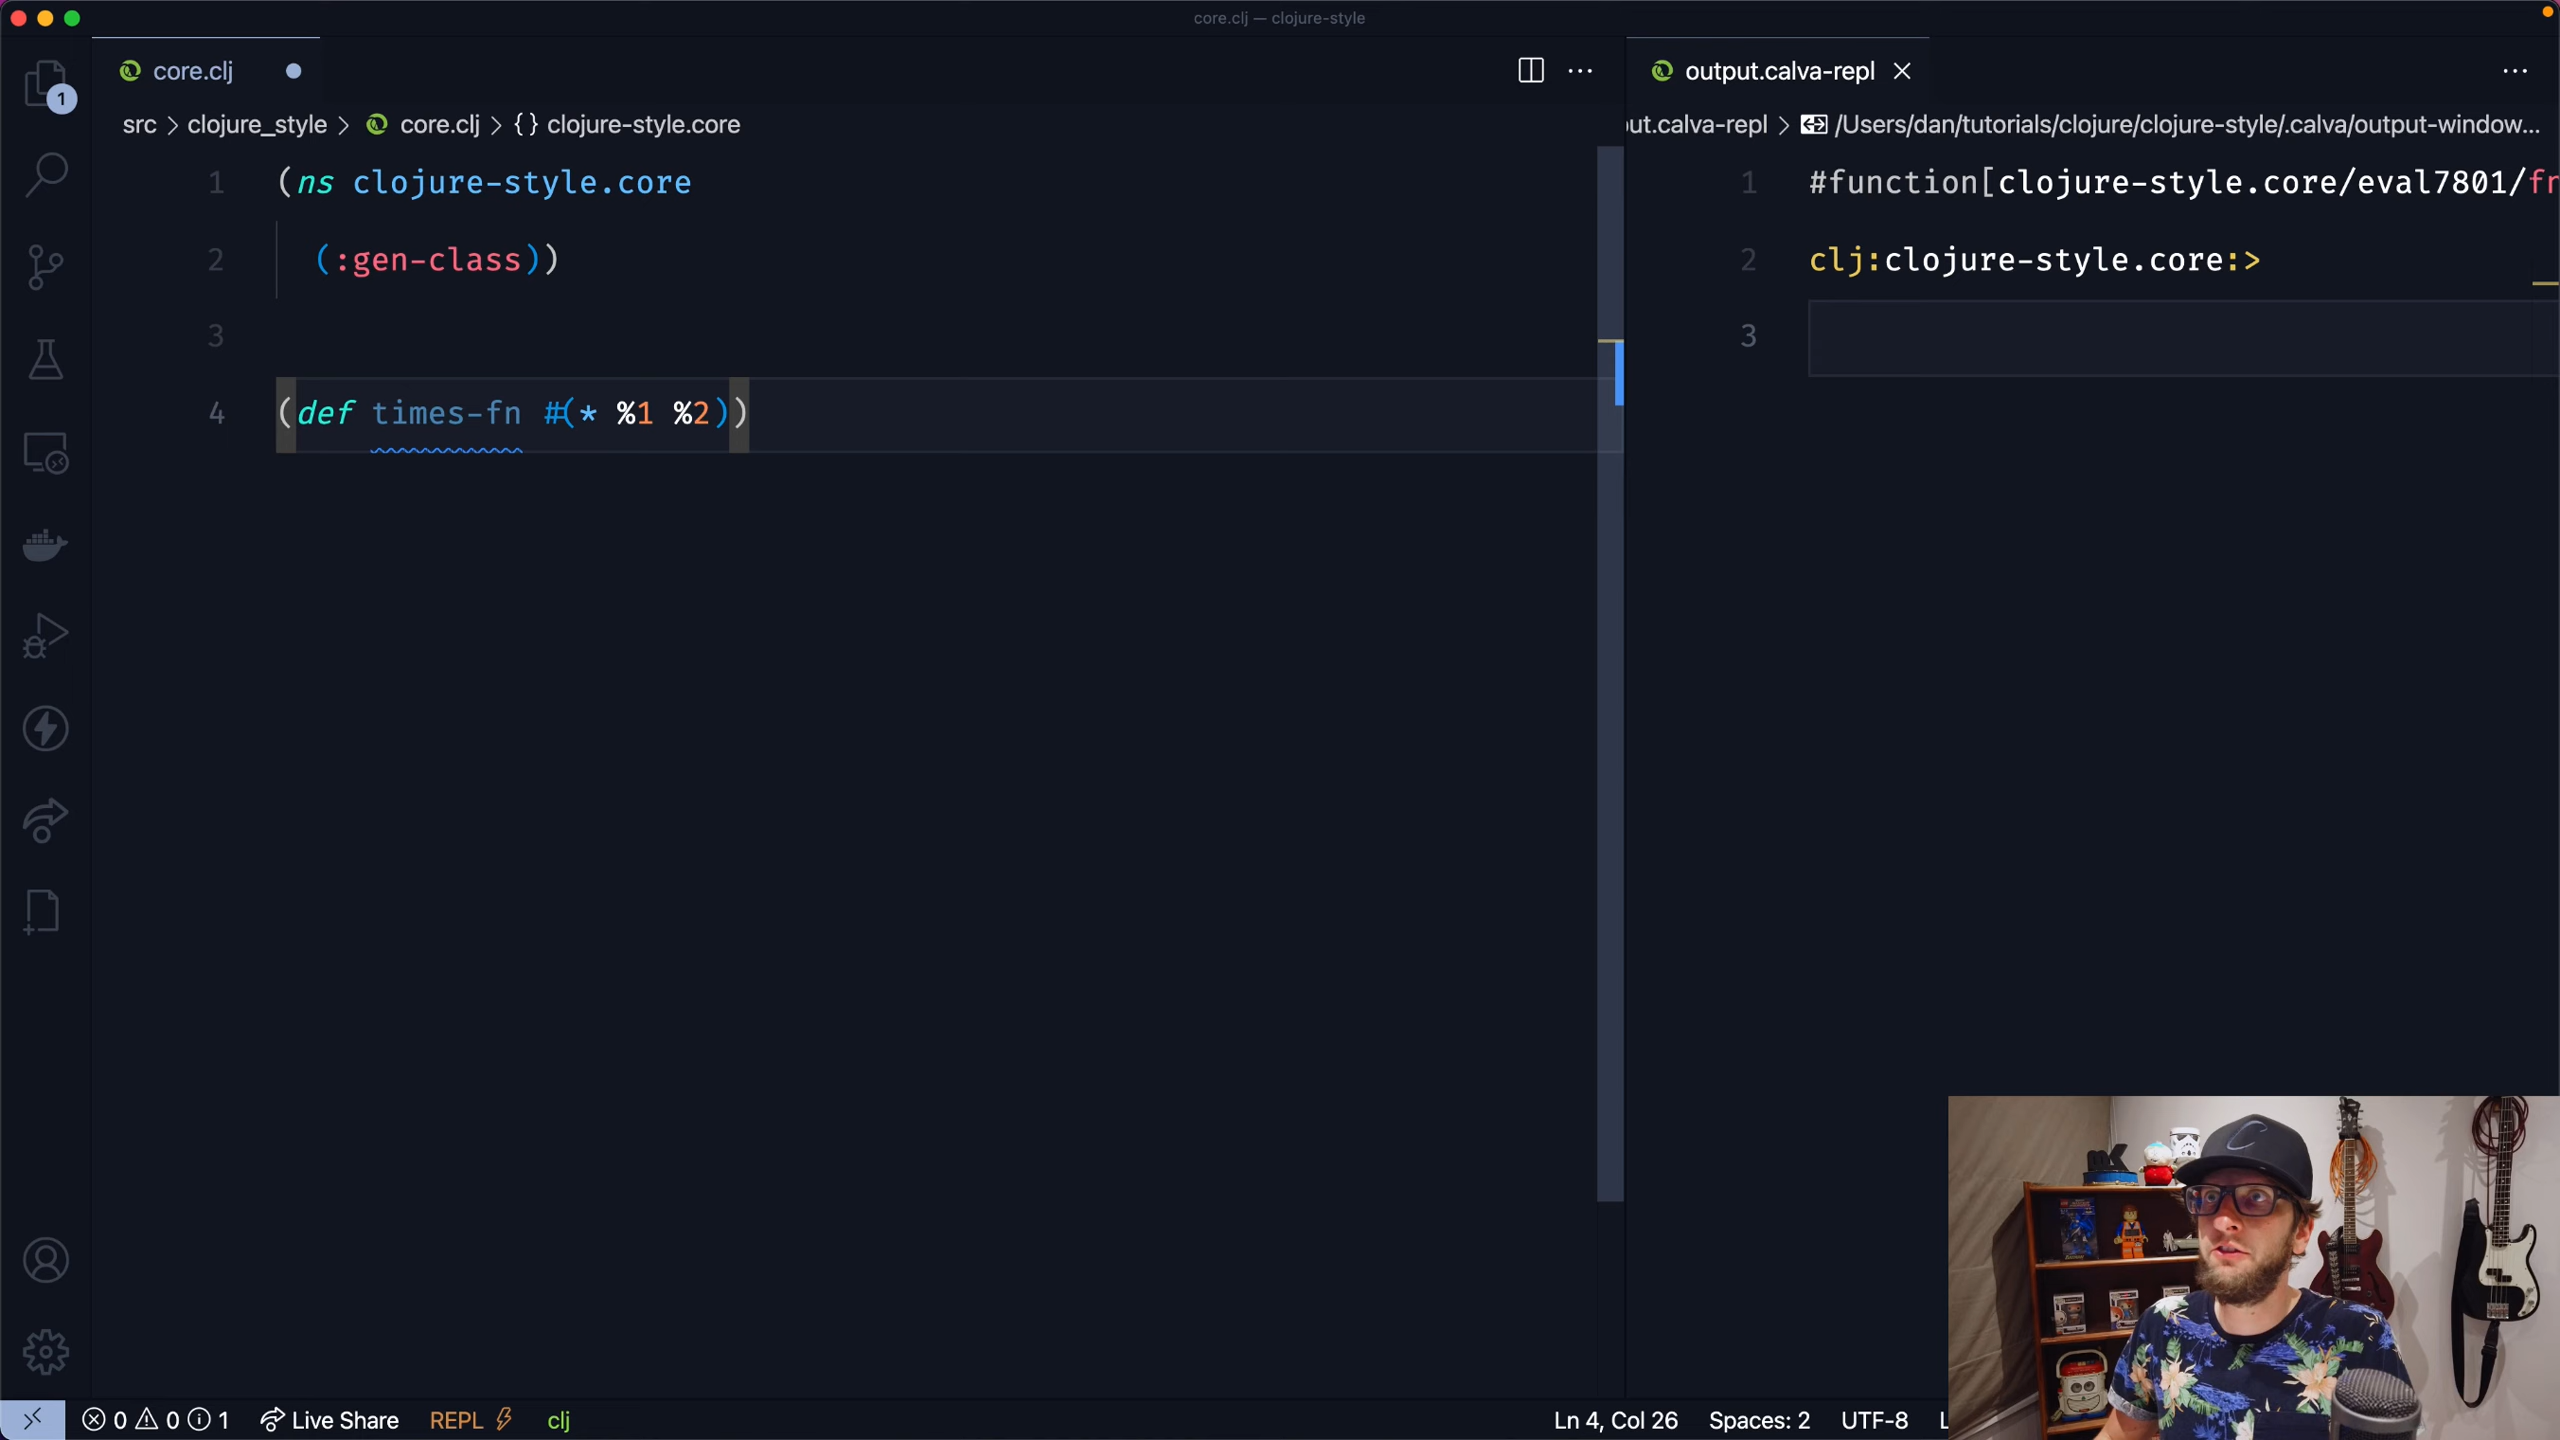 core.clj — clojure-style
core.clj
output.calva-repl
1
src > clojure_style > core.clj > {} clojure-style.core
ut.calva-repl > /Users/dan/tutorials/clojure/clojure-style/.calva/output-window...
1 (ns clojure-style.core
2 (:gen-class))
3
4 (def times-fn #(* %1 %2))
1 #function[clojure-style.core/eval7801/fr
2 clj:clojure-style.core:>
3
0 0 1 Live Share REPL clj
Ln 4, Col 26 Spaces: 2 UTF-8 L